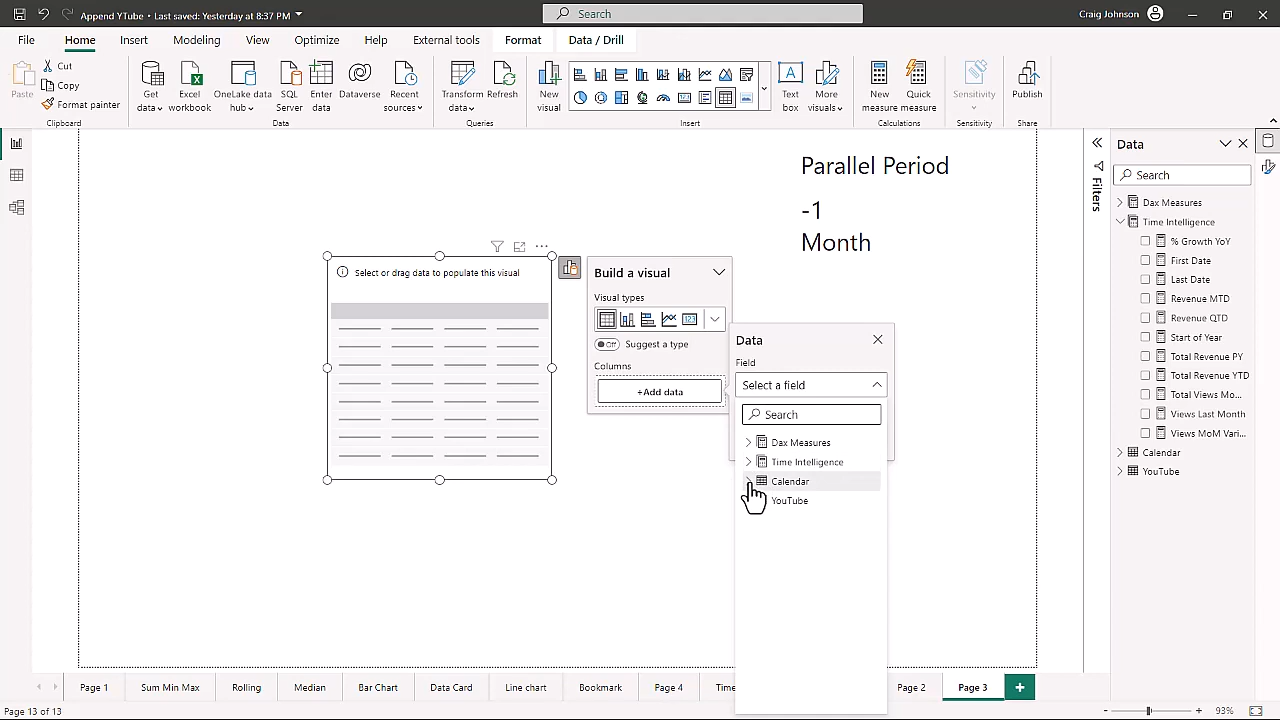 Append YTube • Last saved: Yesterday at 8:37 PM
Search
Craig Johnson
File
Home
Insert
Modeling
View
Optimize
Help
External tools
Format
Data / Drill
Paste
Cut
Copy
Format painter
Clipboard
Get data
Excel workbook
OneLake data hub
SQL Server
Enter data
Dataverse
Recent sources
Data
Transform data
Refresh
Queries
New visual
Text box
More visuals
Insert
New measure
Quick measure
Calculations
Sensitivity
Sensitivity
Publish
Share
Parallel Period
-1
Month
Select or drag data to populate this visual
Build a visual
Visual types
123
Off
Suggest a type
Columns
+Add data
Data
Field
Select a field
Search
Dax Measures
Time Intelligence
Calendar
YouTube
Filters
Data
Search
Dax Measures
Time Intelligence
% Growth YoY
First Date
Last Date
Revenue MTD
Revenue QTD
Start of Year
Total Revenue PY
Total Revenue YTD
Total Views Mo...
Views Last Month
Views MoM Vari...
Calendar
YouTube
Page 1
Sum Min Max
Rolling
Median
Bar Chart
Data Card
Line chart
Bookmark
Page 4
Time
Page 2
Page 3
Page 13 of 13
93%